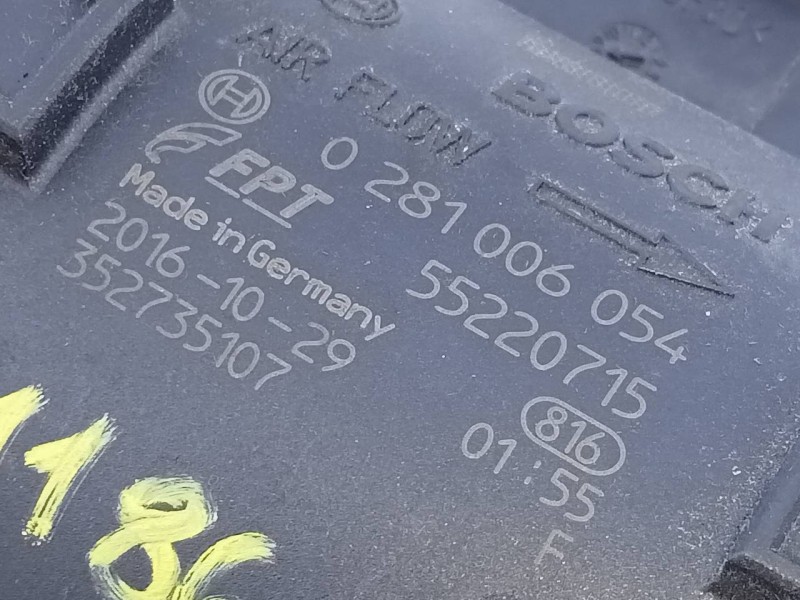 AIR FLOW
BOSCH
FPT
0 281 006 054
Made in Germany
55220715
2016-10-29
352735107
816
01:55
F
118